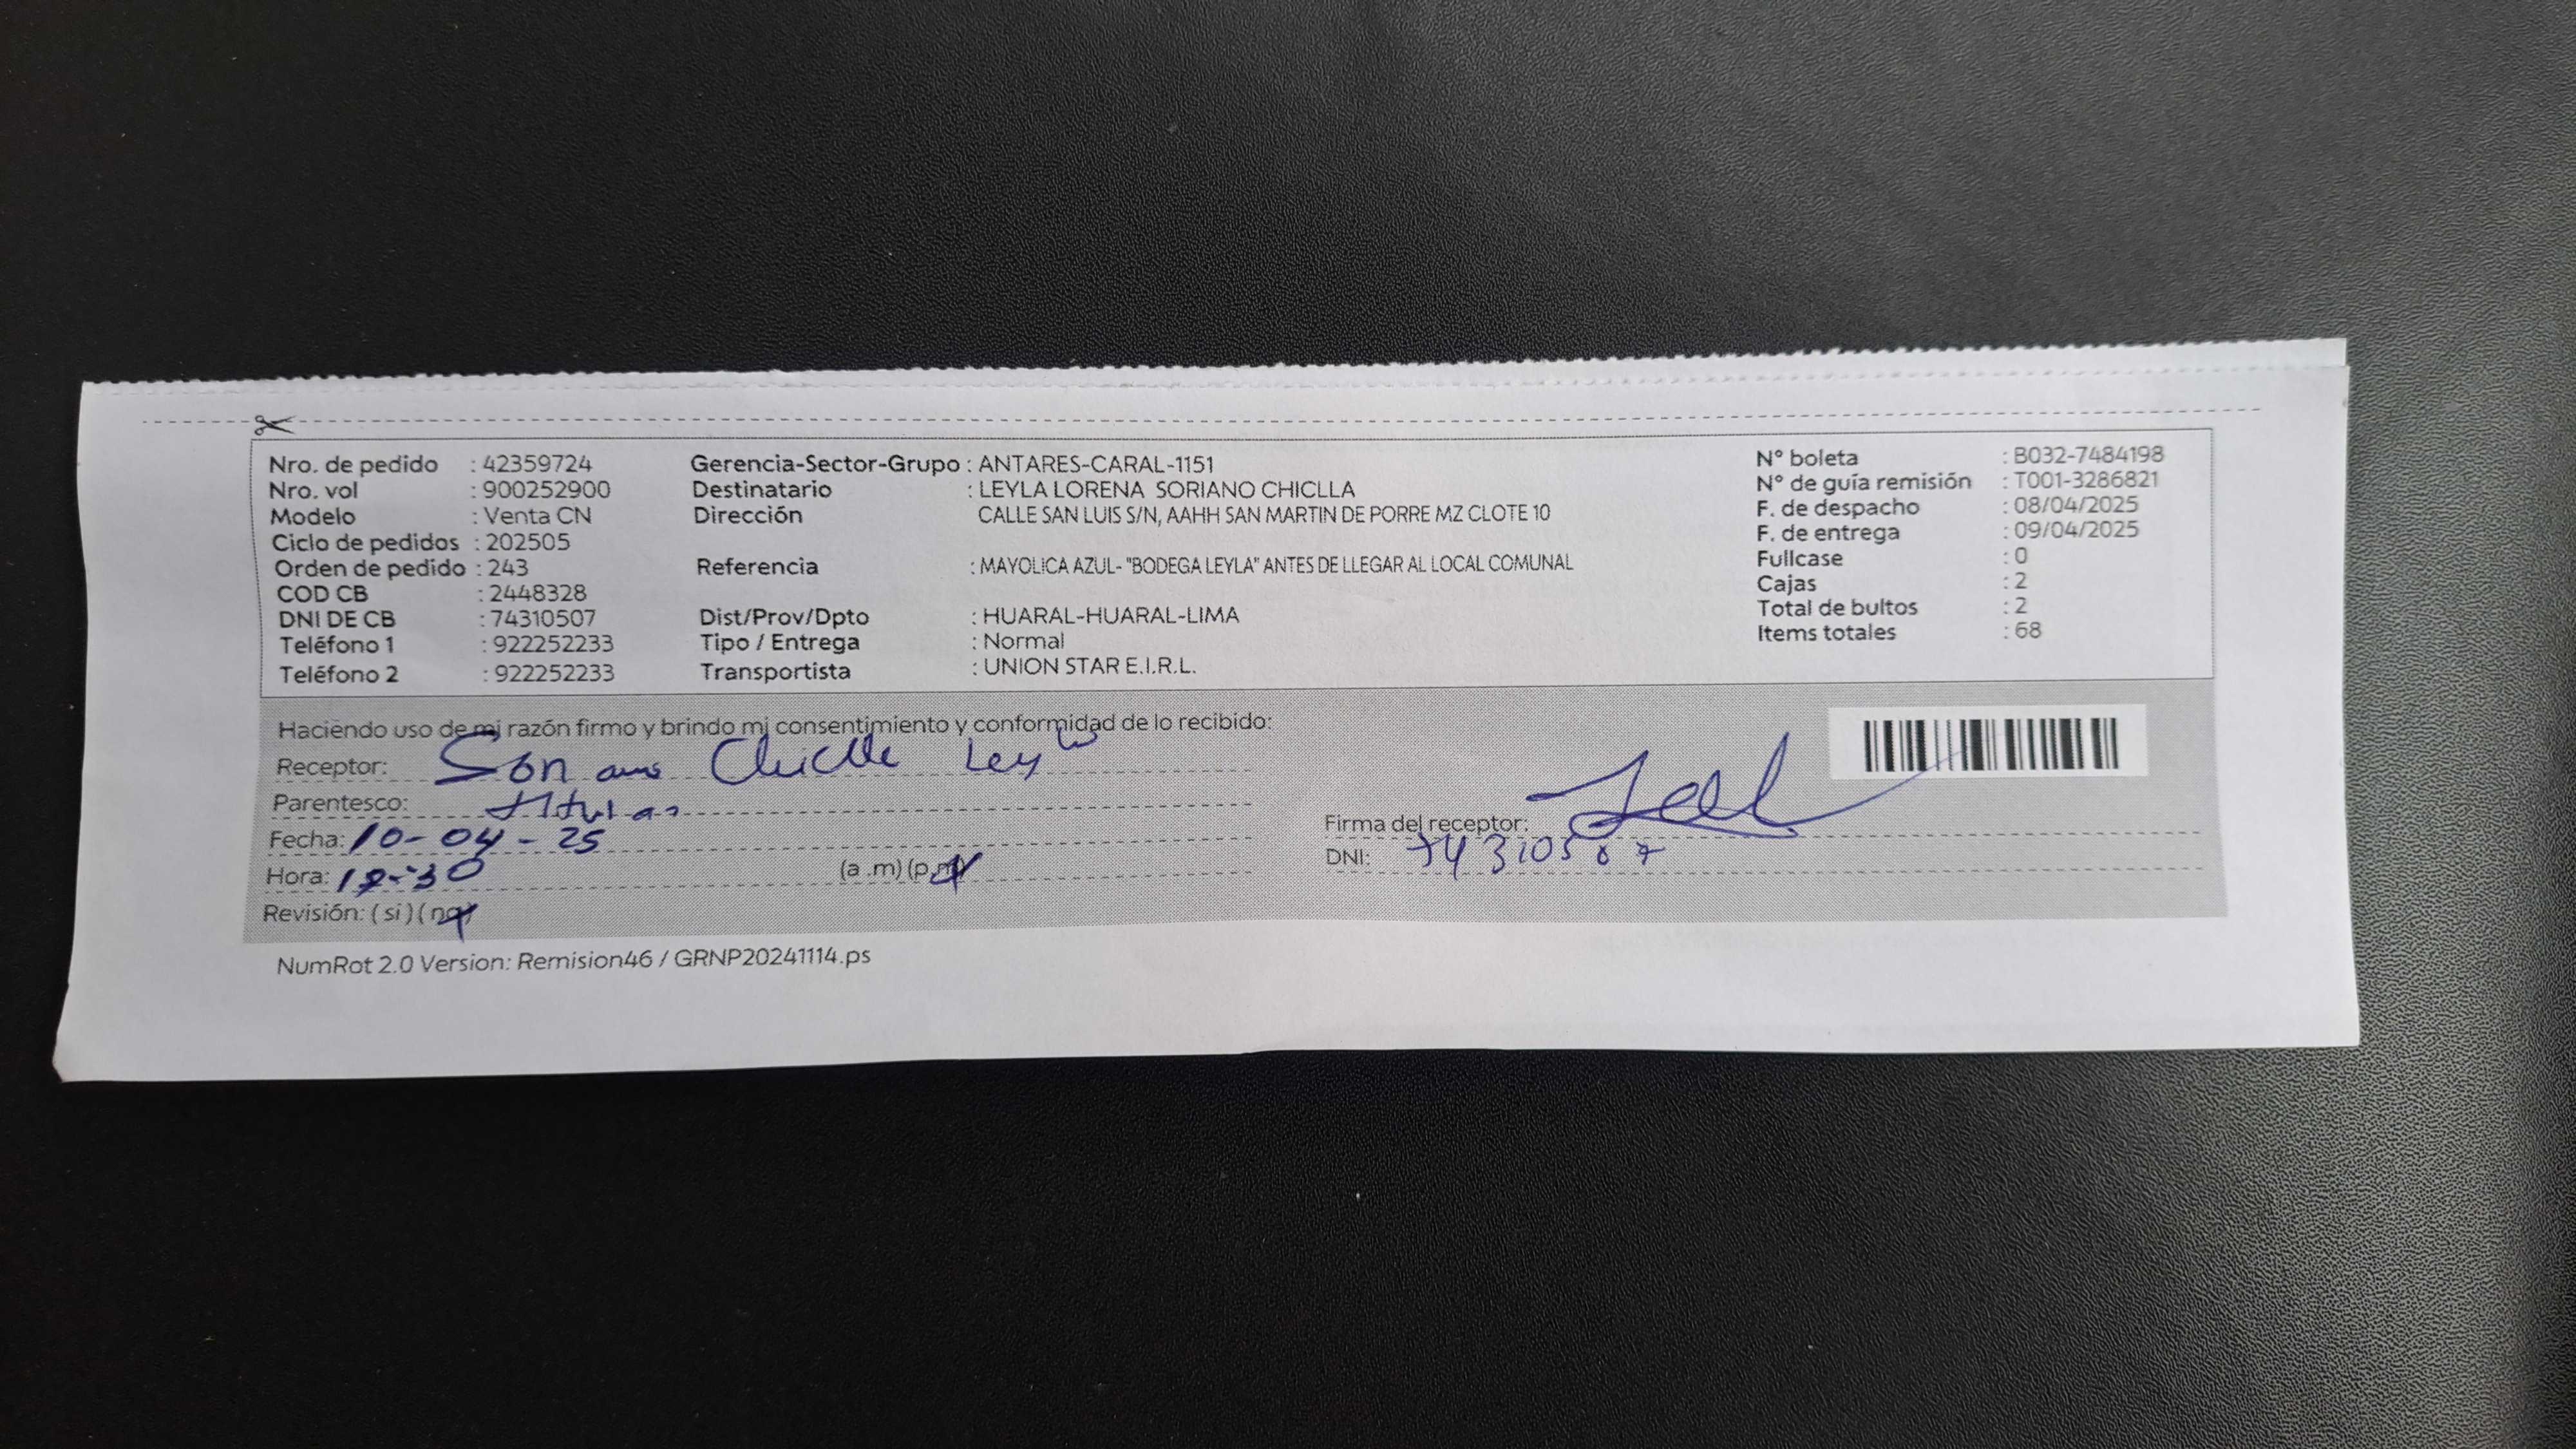 Nro. de pedido : 42359724
Nro. vol : 900252900
Modelo : Venta CN
Ciclo de pedidos : 202505
Orden de pedido : 243
COD CB : 2448328
DNI DE CB : 74310507
Teléfono 1 : 922252233
Teléfono 2 : 922252233
Gerencia-Sector-Grupo : ANTARES-CARAL-1151
Destinatario : LEYLA LORENA SORIANO CHICLLA
Dirección CALLE SAN LUIS S/N, AAHH SAN MARTIN DE PORRE MZ CLOTE 10
Referencia : MAYOLICA AZUL- "BODEGA LEYLA" ANTES DE LLEGAR AL LOCAL COMUNAL
Dist/Prov/Dpto : HUARAL-HUARAL-LIMA
Tipo / Entrega : Normal
Transportista : UNION STAR E.I.R.L.
N° boleta : B032-7484198
N° de guía remisión : T001-3286821
F. de despacho : 08/04/2025
F. de entrega : 09/04/2025
Fullcase : 0
Cajas : 2
Total de bultos : 2
Items totales : 68
Haciendo uso de mi razón firmo y brindo mi consentimiento y conformidad de lo recibido:
Receptor: Soriano Chiclla Leyla
Parentesco:
Fecha: 10-04-25
Hora: (a .m) (p.m)
Revisión: ( si ) ( no )
Firma del receptor:
DNI: 74310507
NumRot 2.0 Version: Remision46 / GRNP20241114.ps